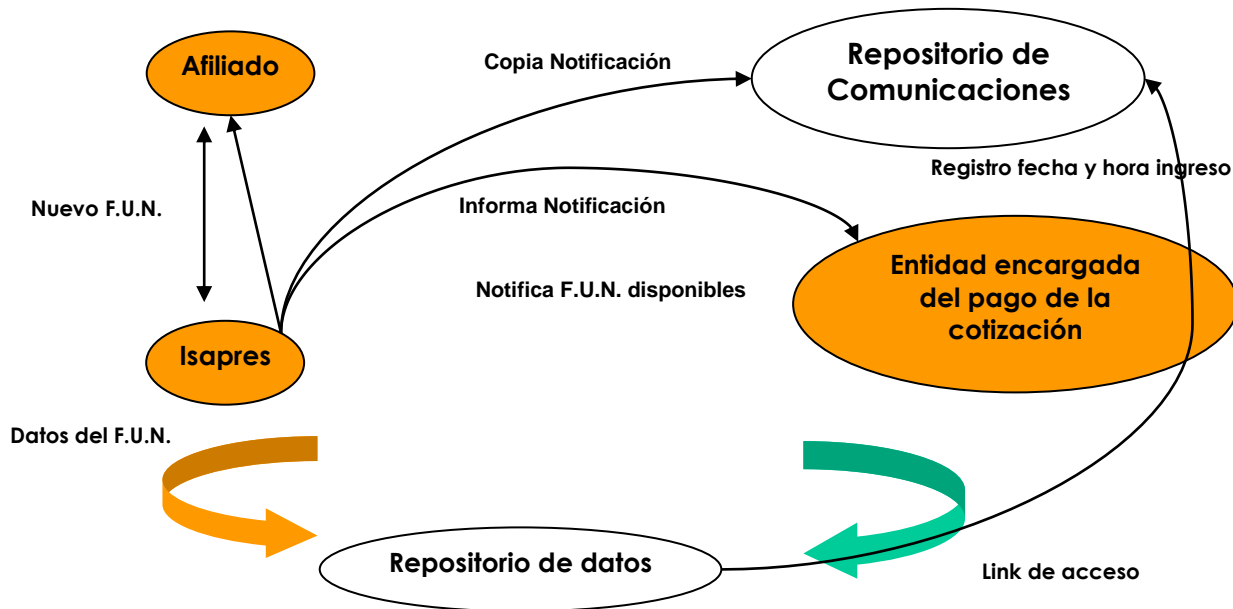 Afiliado
Copia Notificación
Repositorio de
Comunicaciones
Registro fecha y hora ingreso
Nuevo F.U.N.
Informa Notificación
Notifica F.U.N. disponibles
Entidad encargada
del pago de la
cotización
Isapres
Datos del F.U.N.
Repositorio de datos
Link de acceso